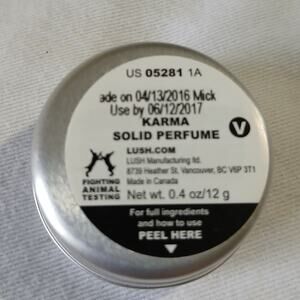 US 05281 1A
ade on 04/13/2016 Mick
Use by 06/12/2017
KARMA
SOLID PERFUME
V
LUSH.COM
LUSH Manufacturing ltd.
8739 Heather St, Vancouver, BC V6P 3T1
Made in Canada
FIGHTING
ANIMAL
TESTING
Net wt. 0.4 oz/12 g
For full ingredients
and how to use
PEEL HERE